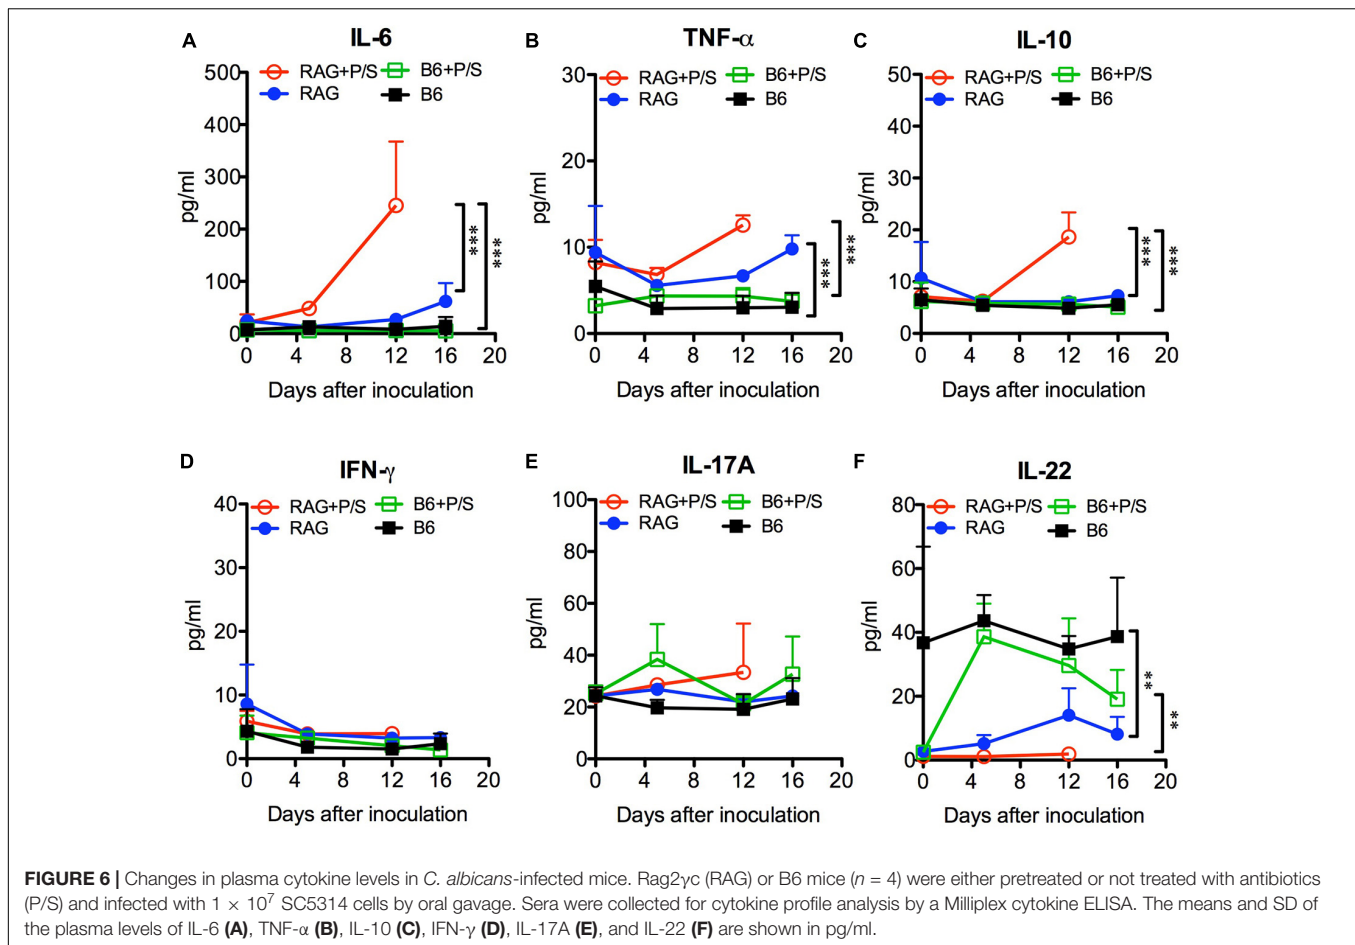 A IL-6
RAG+P/S B6+P/S
RAG B6
500
400
300
200
100
0
pg/ml
***
***
0 4 8 12 16 20
Days after inoculation
B TNF-α
RAG+P/S B6+P/S
RAG B6
30
20
10
0
pg/ml
***
***
0 4 8 12 16 20
Days after inoculation
C IL-10
RAG+P/S B6+P/S
RAG B6
50
40
30
20
10
0
pg/ml
***
***
0 4 8 12 16 20
Days after inoculation
D IFN-γ
RAG+P/S B6+P/S
RAG B6
40
30
20
10
0
pg/ml
0 4 8 12 16 20
Days after inoculation
E IL-17A
RAG+P/S B6+P/S
RAG B6
100
80
60
40
20
0
pg/ml
0 4 8 12 16 20
Days after inoculation
F IL-22
RAG+P/S B6+P/S
RAG B6
80
60
40
20
0
pg/ml
**
**
0 4 8 12 16 20
Days after inoculation
FIGURE 6 | Changes in plasma cytokine levels in C. albicans-infected mice. Rag2γc (RAG) or B6 mice (n = 4) were either pretreated or not treated with antibiotics
(P/S) and infected with 1 × 10⁷ SC5314 cells by oral gavage. Sera were collected for cytokine profile analysis by a Milliplex cytokine ELISA. The means and SD of
the plasma levels of IL-6 (A), TNF-α (B), IL-10 (C), IFN-γ (D), IL-17A (E), and IL-22 (F) are shown in pg/ml.